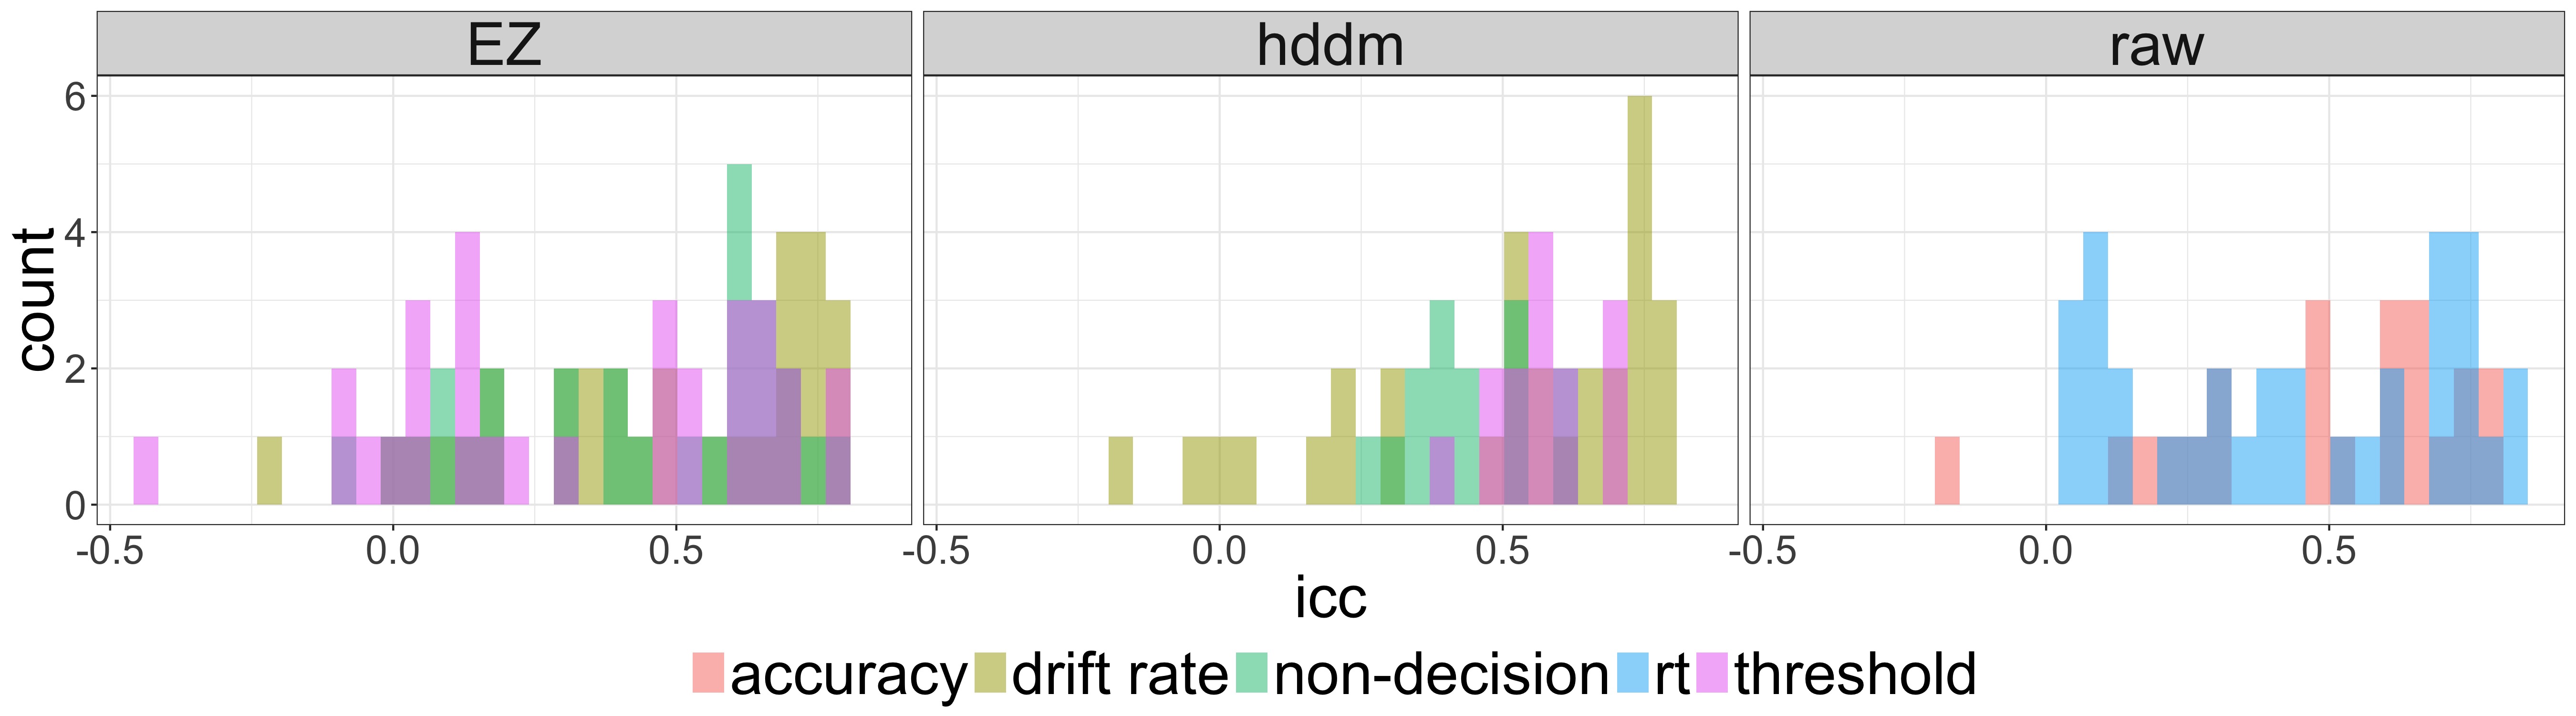 EZ hddm raw
count
6
4
2
0
-0.5 0.0 0.5 -0.5 0.0 0.5 -0.5 0.0 0.5
icc
accuracy drift rate non-decision rt threshold